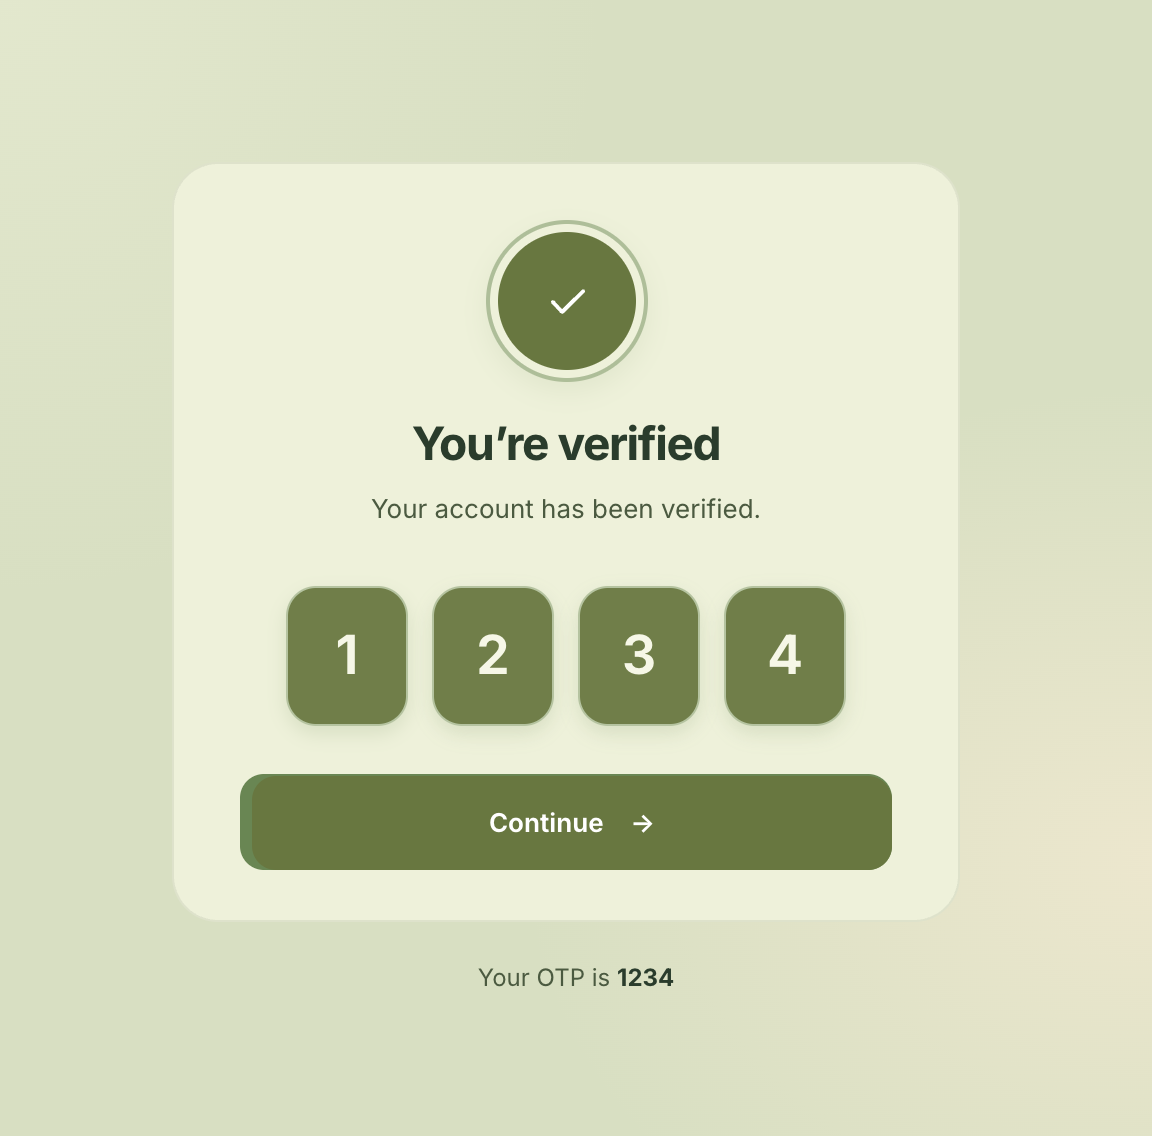 You’re verified
Your account has been verified.
1 2 3 4
Continue →
Your OTP is 1234